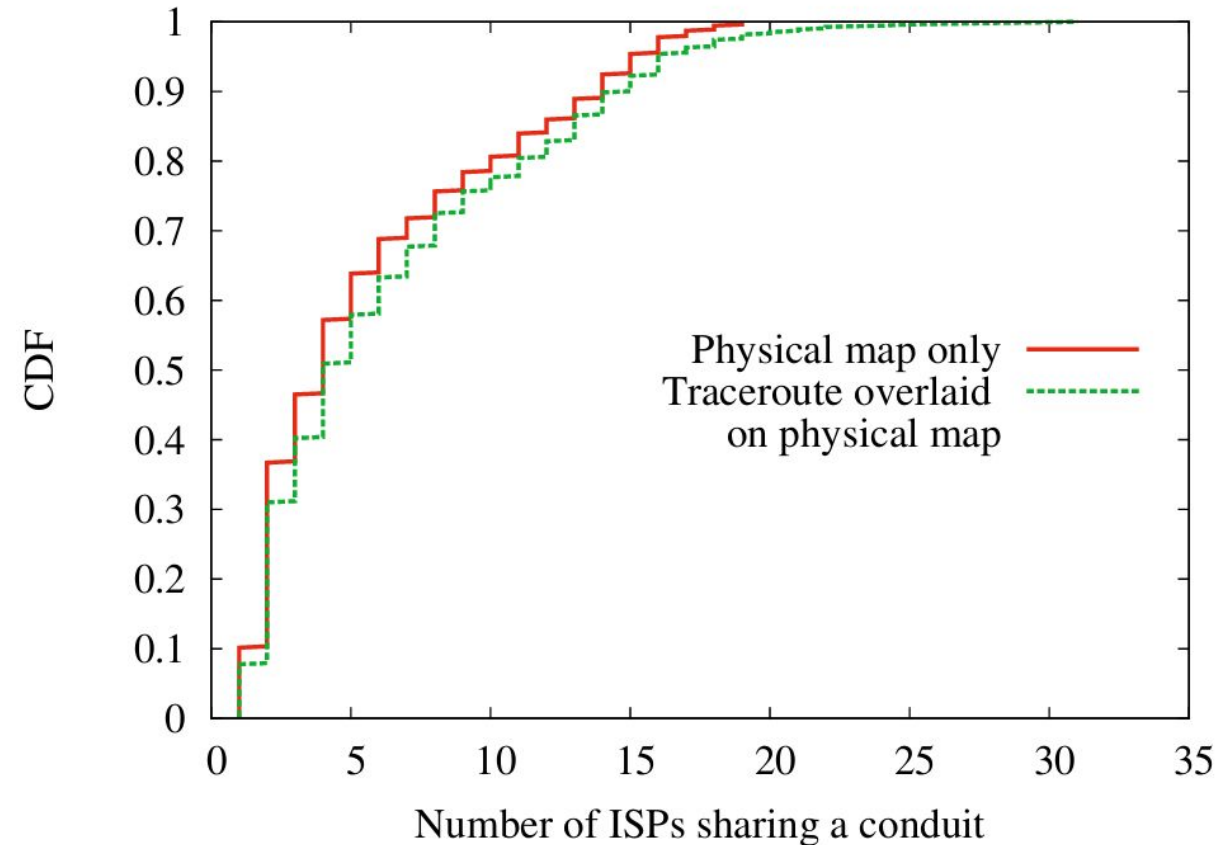 1
0.9
0.8
0.7
0.6
0.5
0.4
0.3
0.2
0.1
0
CDF
Physical map only
Traceroute overlaid
on physical map
0 5 10 15 20 25 30 35
Number of ISPs sharing a conduit